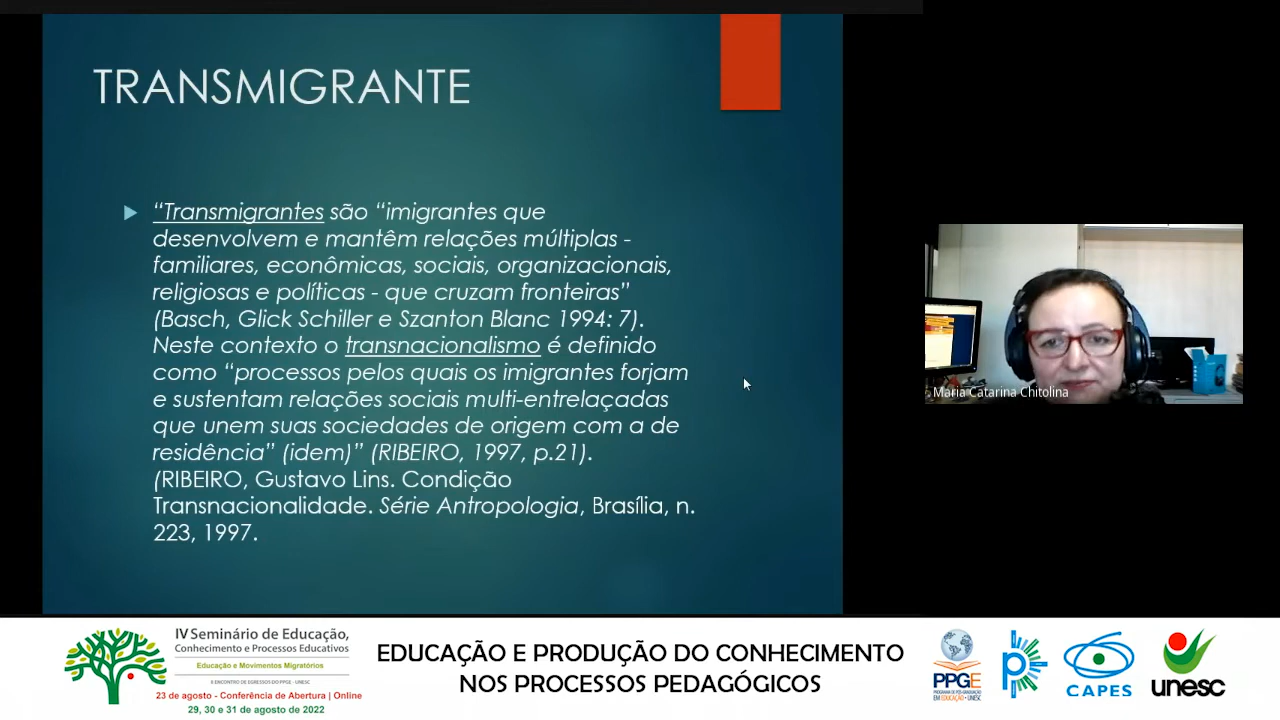 TRANSMIGRANTE
“Transmigrantes são “imigrantes que
desenvolvem e mantêm relações múltiplas -
familiares, econômicas, sociais, organizacionais,
religiosas e políticas - que cruzam fronteiras”
(Basch, Glick Schiller e Szanton Blanc 1994: 7).
Neste contexto o transnacionalismo é definido
como “processos pelos quais os imigrantes forjam
e sustentam relações sociais multi-entrelaçadas
que unem suas sociedades de origem com a de
residência” (idem)” (RIBEIRO, 1997, p.21).
(RIBEIRO, Gustavo Lins. Condição
Transnacionalidade. Série Antropologia, Brasília, n.
223, 1997.
Maria Catarina Chitolina
IV Seminário de Educação,
Conhecimento e Processos Educativos
Educação e Movimentos Migratórios
II ENCONTRO DE EGRESSOS DO PPGE - UNESC
23 de agosto - Conferência de Abertura | Online
29, 30 e 31 de agosto de 2022
EDUCAÇÃO E PRODUÇÃO DO CONHECIMENTO
NOS PROCESSOS PEDAGÓGICOS
PPGE
PROGRAMA DE PÓS-GRADUAÇÃO
EM EDUCAÇÃO - UNESC
CAPES
unesc